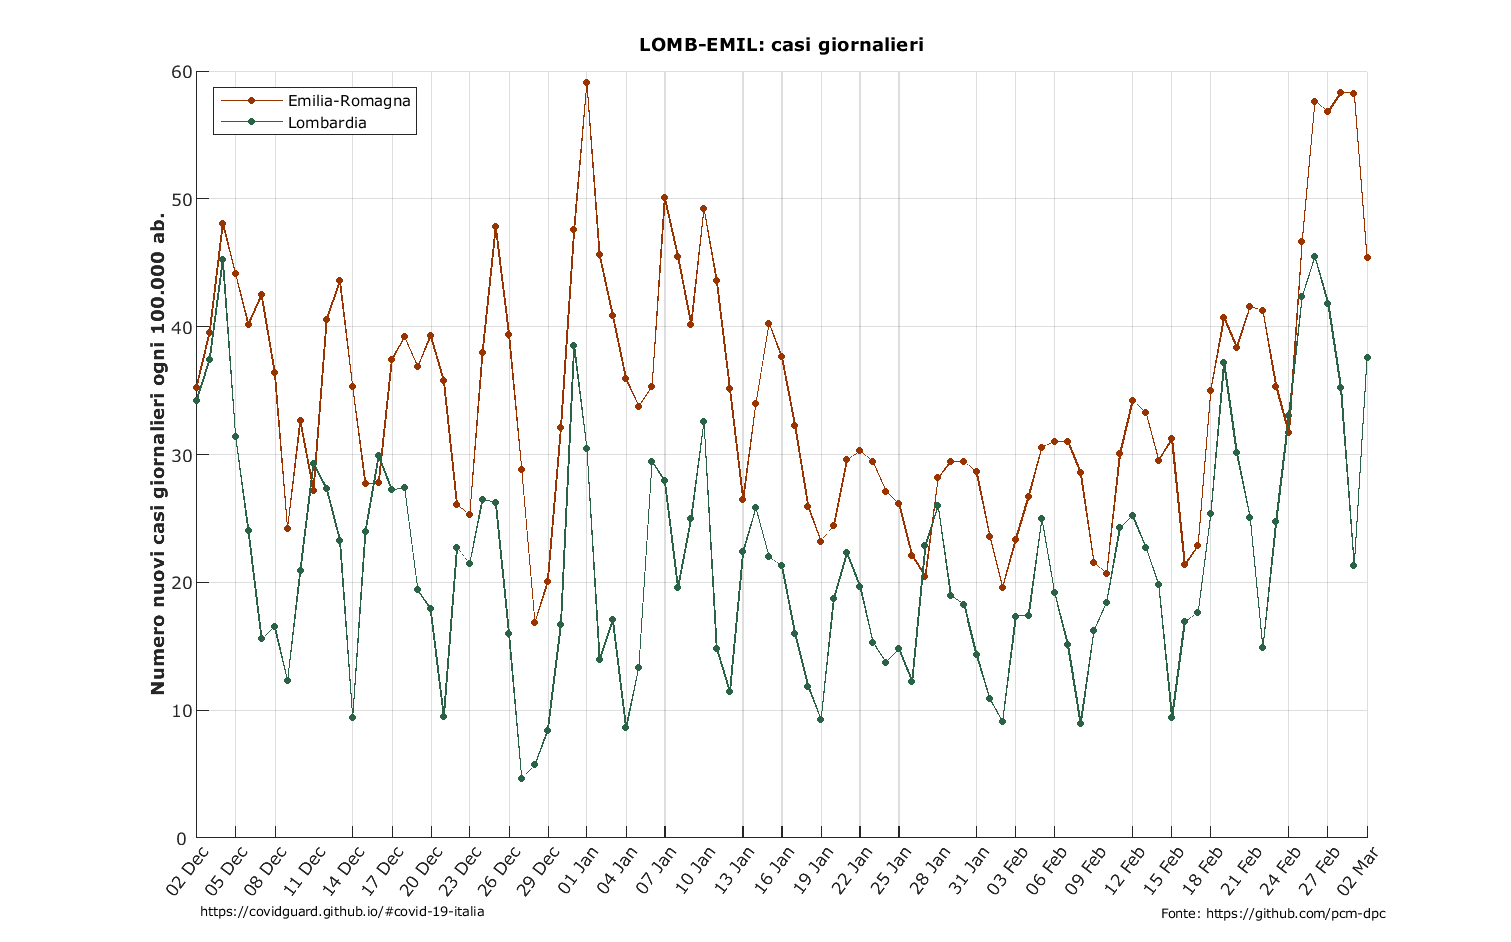 LOMB-EMIL: casi giornalieri
Emilia-Romagna
Lombardia
Numero nuovi casi giornalieri ogni 100.000 ab.
60
50
40
30
20
10
0
02 Dec
05 Dec
08 Dec
11 Dec
14 Dec
17 Dec
20 Dec
23 Dec
26 Dec
29 Dec
01 Jan
04 Jan
07 Jan
10 Jan
13 Jan
16 Jan
19 Jan
22 Jan
25 Jan
28 Jan
31 Jan
03 Feb
06 Feb
09 Feb
12 Feb
15 Feb
18 Feb
21 Feb
24 Feb
27 Feb
02 Mar
https://covidguard.github.io/#covid-19-italia
Fonte: https://github.com/pcm-dpc